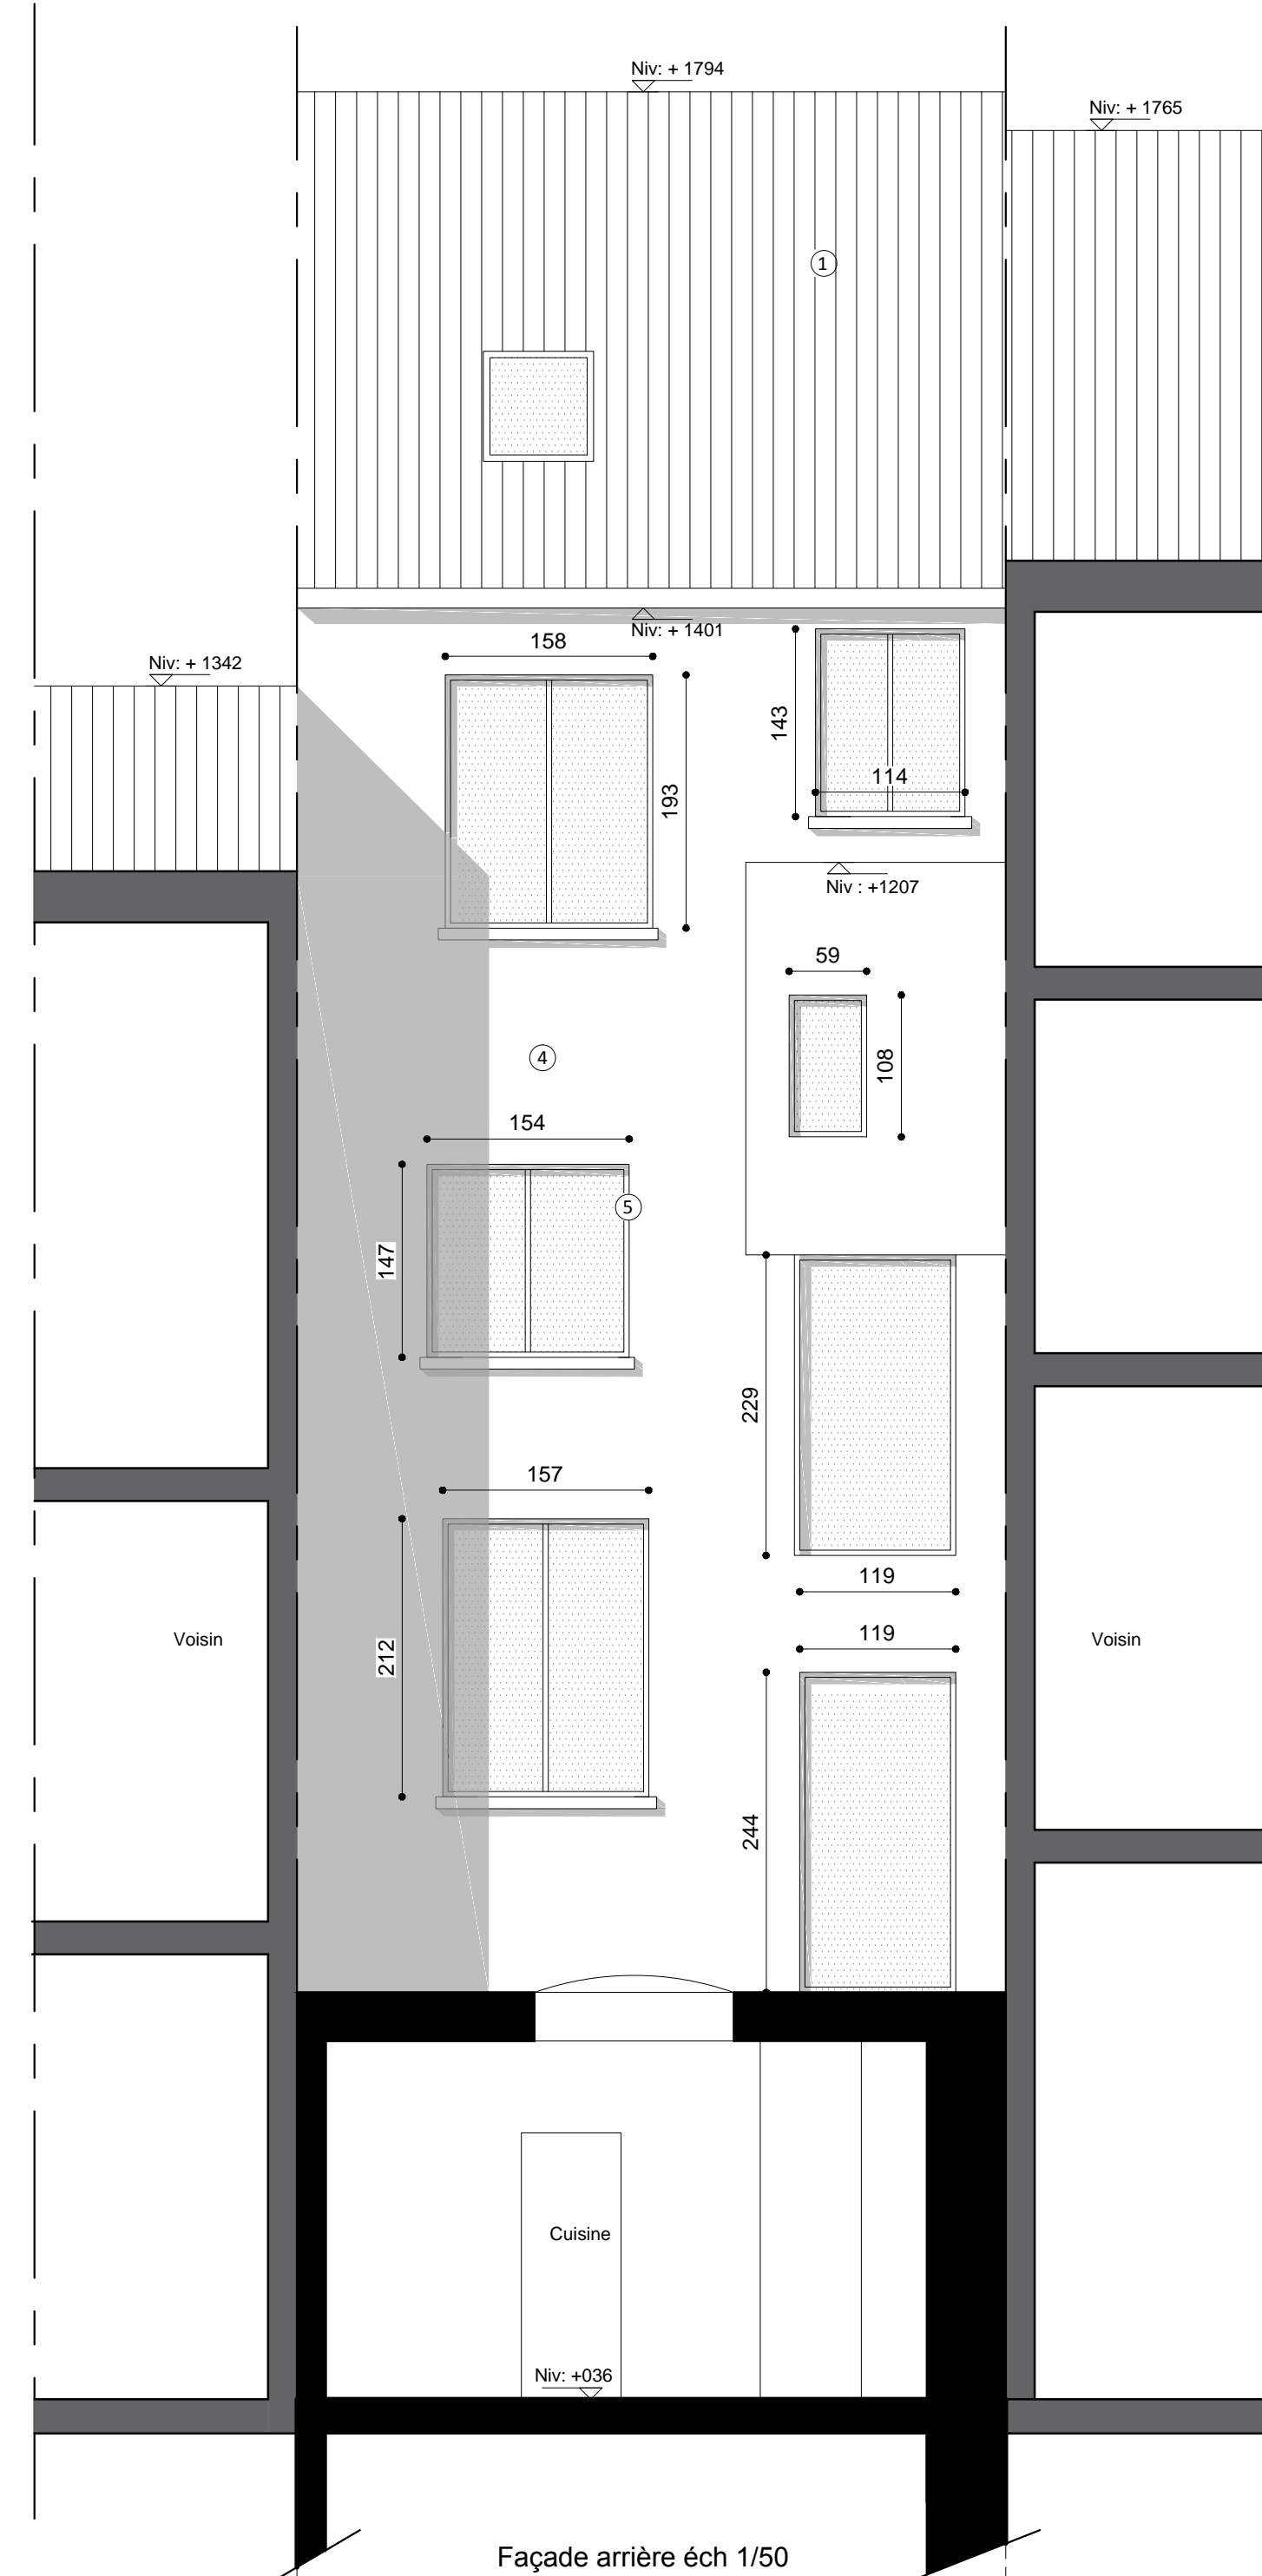 Niv: + 1794
Niv: + 1765
1
Niv: + 1401
158
Niv: + 1342
143
114
193
Niv : +1207
59
108
4
154
5
147
229
157
119
119
Voisin
Voisin
212
244
Cuisine
Niv: +036
Façade arrière éch 1/50